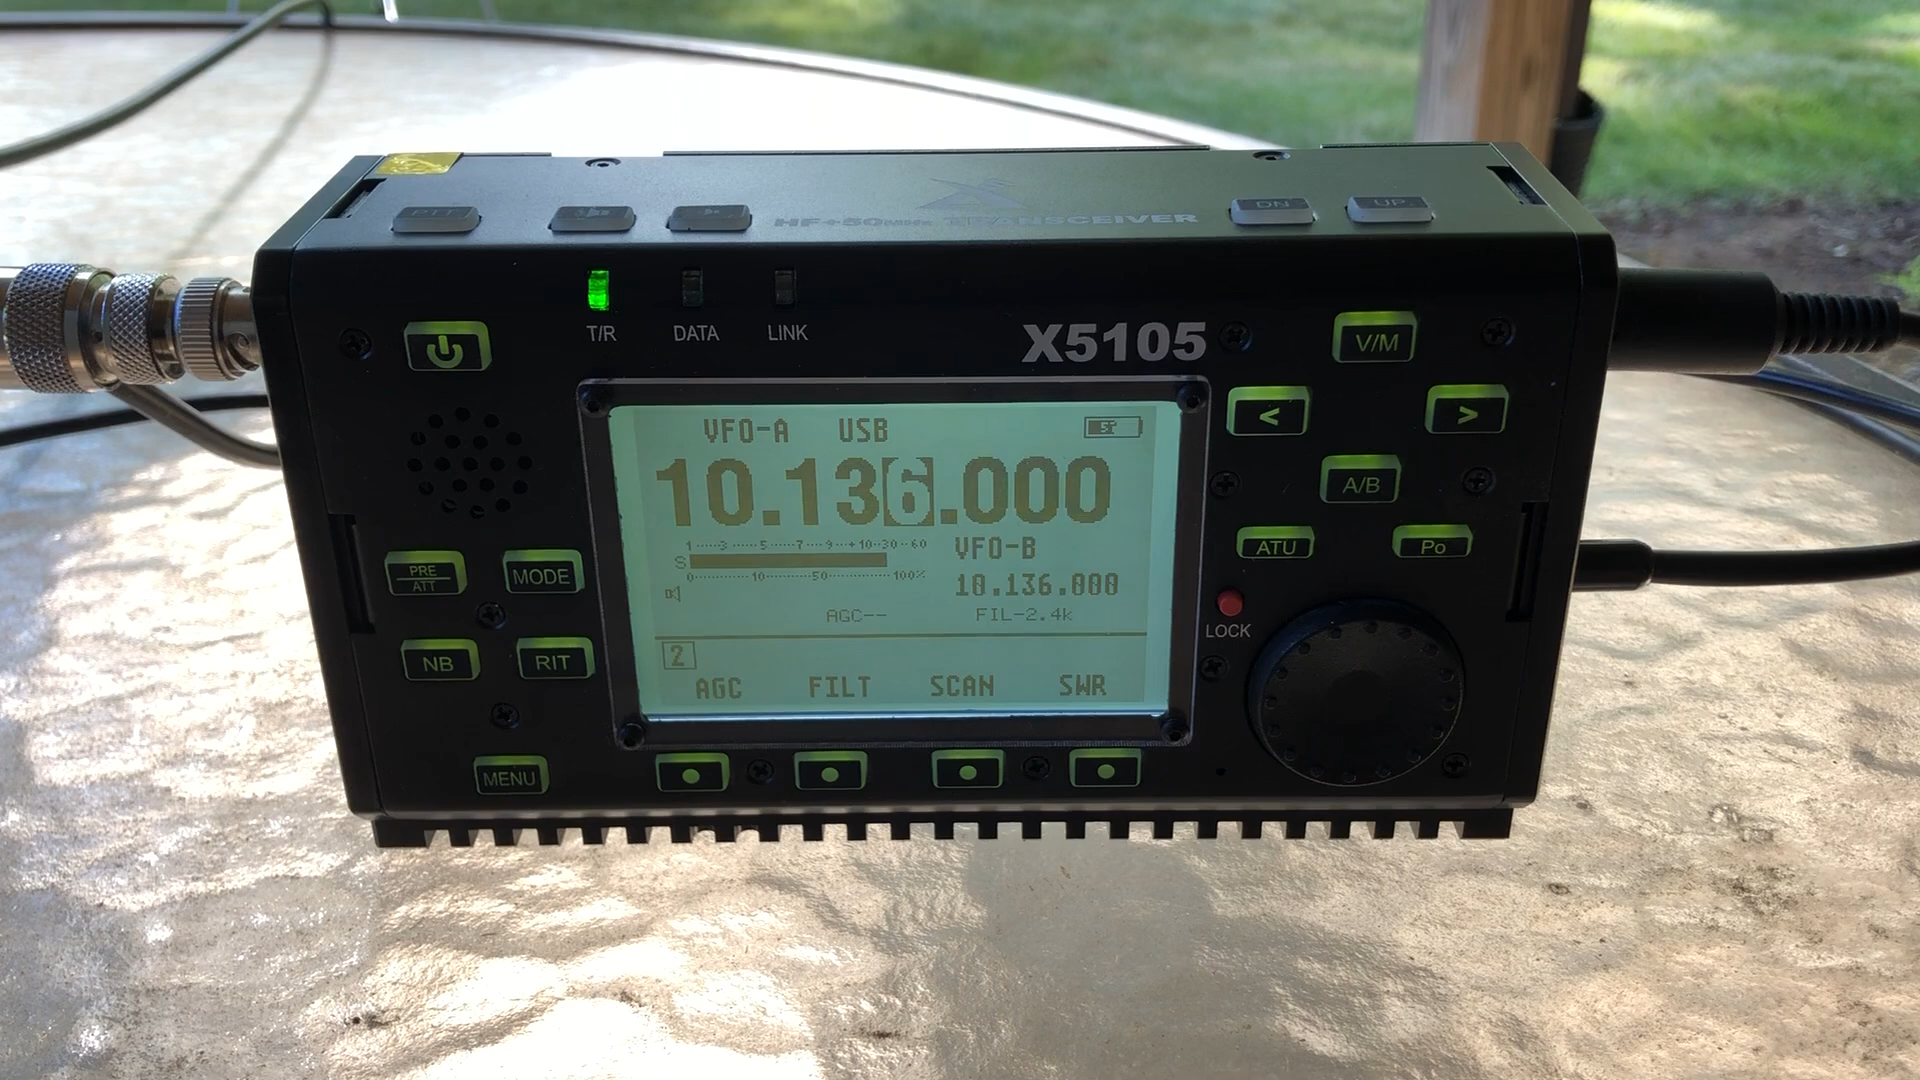 PTT
DN
UP
HF+50MHz TRANSCEIVER
T/R
DATA
LINK
X5105
V/M
<
>
VFO-A USB
10.136.000
1 3 5 7 9 +10 30 60
S
0 10 50 100%
VFO-B
10.136.000
AGC--
FIL-2.4k
2
AGC FILT SCAN SWR
PRE
ATT
MODE
NB
RIT
MENU
A/B
ATU
Po
LOCK